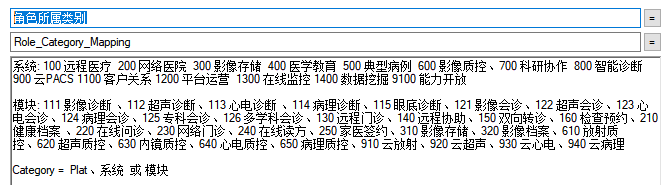 角色所属类别
=
Role_Category_Mapping
=
系统: 100 远程医疗 200 网络医院 300 影像存储 400 医学教育 500 典型病例 600 影像质控、700 科研协作 800 智能诊断
900 云PACS 1100 客户关系 1200 平台运营 1300 在线监控 1400 数据挖掘 9100 能力开放
模块: 111 影像诊断 、112 超声诊断、113 心电诊断 、114 病理诊断、115 眼底诊断、121 影像会诊、122 超声会诊、123 心
电会诊、124 病理会诊、125 专科会诊、126 多学科会诊、130 远程门诊、140 远程协助、150 双向转诊、160 检查预约、210
健康档案 、220 在线问诊、230 网络门诊、240 在线读方、250 家医签约、310 影像存储、320 影像档案、610 放射质
控、620 超声质控、630 内镜质控、640 心电质控、650 病理质控、910 云放射、920 云超声、930 云心电、940 云病理
Category = Plat、系统 或 模块